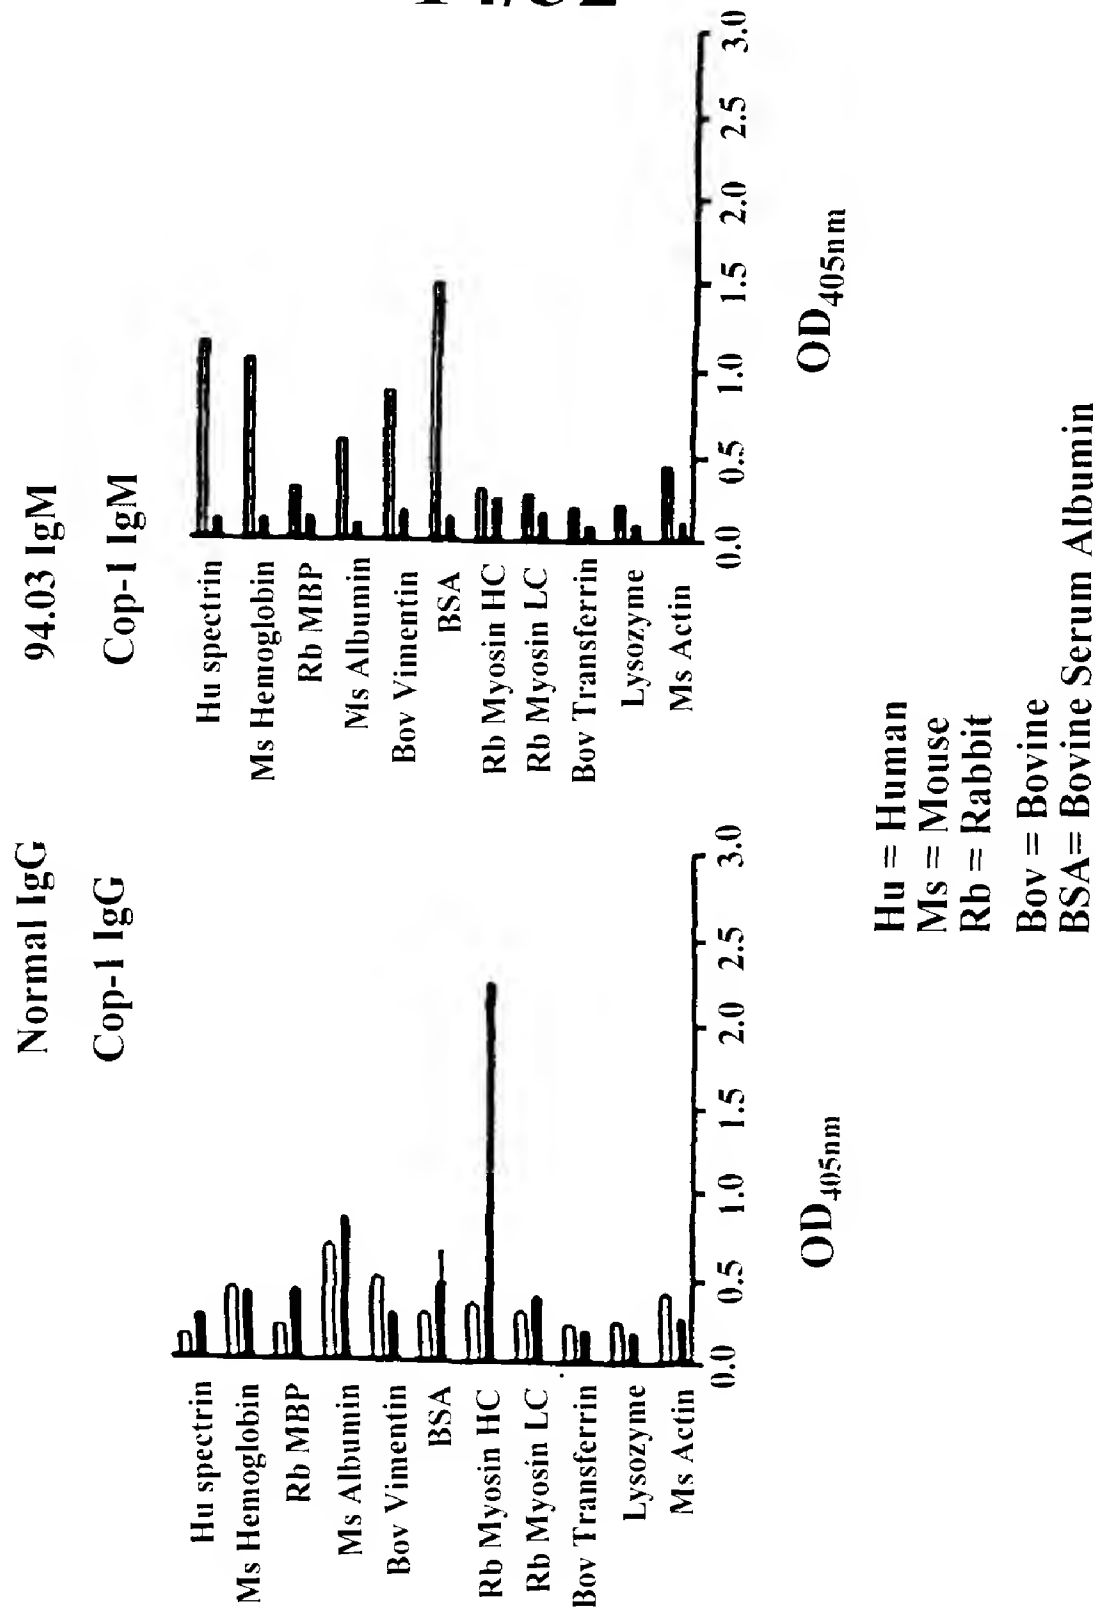 Normal IgG
Cop-1 IgG
Hu spectrin
Ms Hemoglobin
Rb MBP
Ms Albumin
Bov Vimentin
BSA
Rb Myosin HC
Rb Myosin LC
Bov Transferrin
Lysozyme
Ms Actin
0.0 0.5 1.0 1.5 2.0 2.5 3.0
OD405nm
94.03 IgM
Cop-1 IgM
Hu spectrin
Ms Hemoglobin
Rb MBP
Ms Albumin
Bov Vimentin
BSA
Rb Myosin HC
Rb Myosin LC
Bov Transferrin
Lysozyme
Ms Actin
0.0 0.5 1.0 1.5 2.0 2.5 3.0
OD405nm
Hu = Human
Ms = Mouse
Rb = Rabbit
Bov = Bovine
BSA= Bovine Serum Albumin